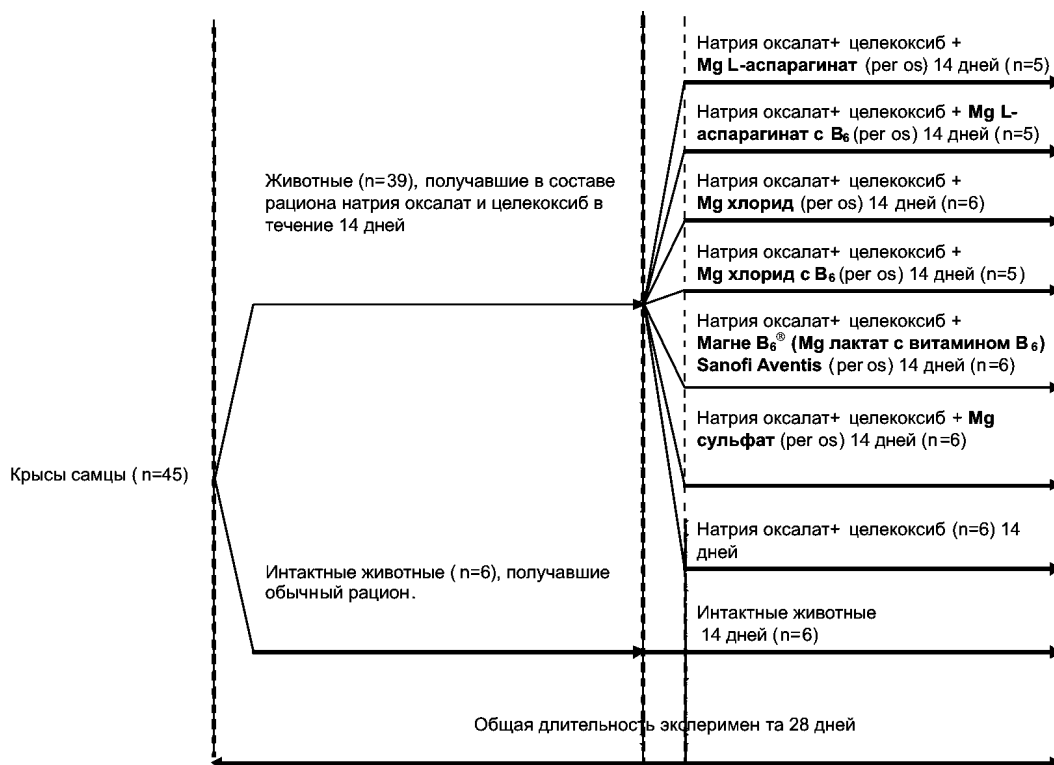 Натрия оксалат+ целекоксиб +
Mg L-аспарагинат (per os) 14 дней (n=5)
Натрия оксалат+ целекоксиб + Mg L-
аспарагинат с B₆ (per os) 14 дней (n=5)
Животные (n=39), получавшие в составе
рациона натрия оксалат и целекоксиб в
течение 14 дней
Натрия оксалат+ целекоксиб +
Mg хлорид (per os) 14 дней (n=6)
Натрия оксалат+ целекоксиб +
Mg хлорид с B₆ (per os) 14 дней (n=5)
Натрия оксалат+ целекоксиб +
Магне B₆® (Mg лактат с витамином B₆)
Sanofi Aventis (per os) 14 дней (n=6)
Натрия оксалат+ целекоксиб + Mg
сульфат (per os) 14 дней (n=6)
Крысы самцы ( n=45)
Натрия оксалат+ целекоксиб (n=6) 14
дней
Интактные животные ( n=6), получавшие
обычный рацион.
Интактные животные
14 дней (n=6)
Общая длительность эксперимен та 28 дней